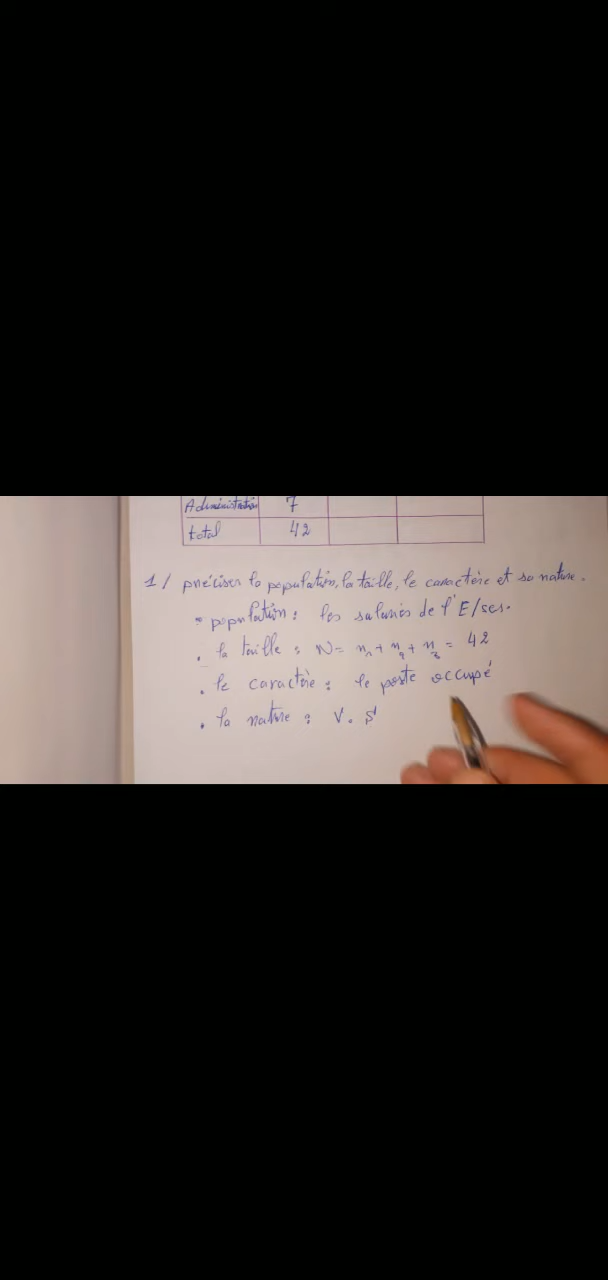 Administration 7
total 42
1/ préciser la population, la taille, le caractère et sa nature.
* population : les salariés de l'E/ses.
. la taille : N = n₁ + n₂ + n₃ = 42
. le caractère : le poste occupé
. la nature : V. S